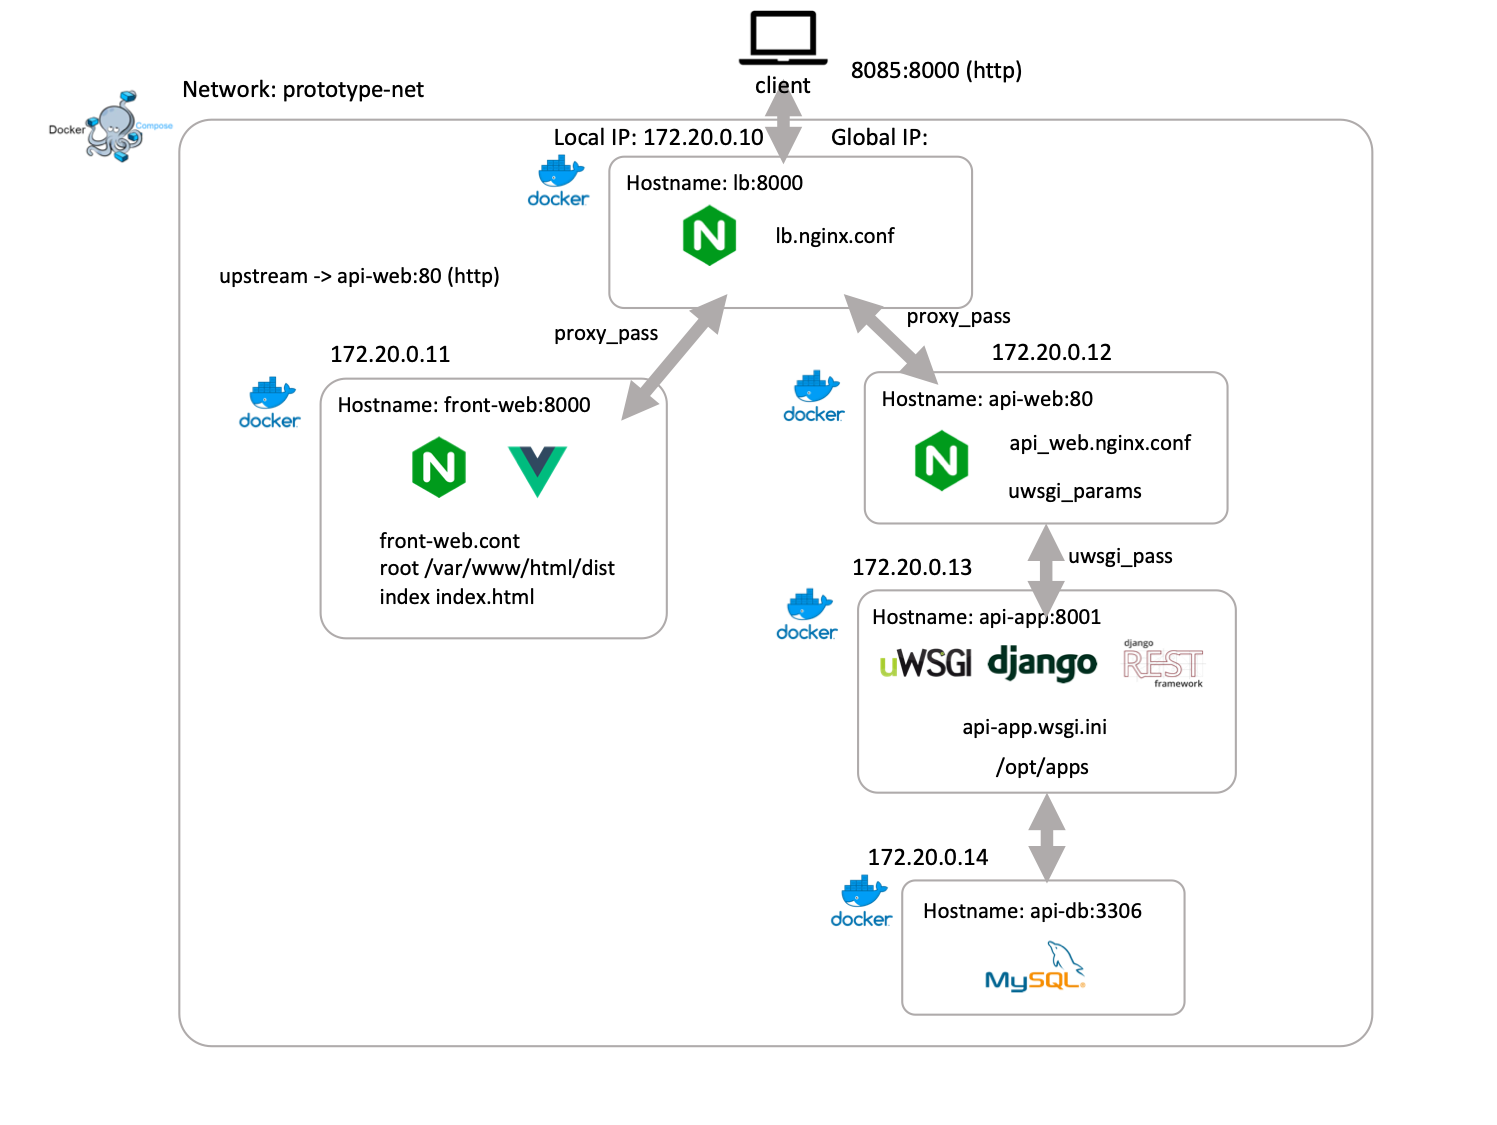 client
8085:8000 (http)
Network: prototype-net
Docker Compose
Local IP: 172.20.0.10
Global IP:
docker
Hostname: lb:8000
lb.nginx.conf
upstream -> api-web:80 (http)
proxy_pass
proxy_pass
172.20.0.11
172.20.0.12
docker
Hostname: front-web:8000
front-web.cont
root /var/www/html/dist
index index.html
docker
Hostname: api-web:80
api_web.nginx.conf
uwsgi_params
uwsgi_pass
172.20.0.13
docker
Hostname: api-app:8001
uWSGI
django
django
REST
framework
api-app.wsgi.ini
/opt/apps
172.20.0.14
docker
Hostname: api-db:3306
MySQL